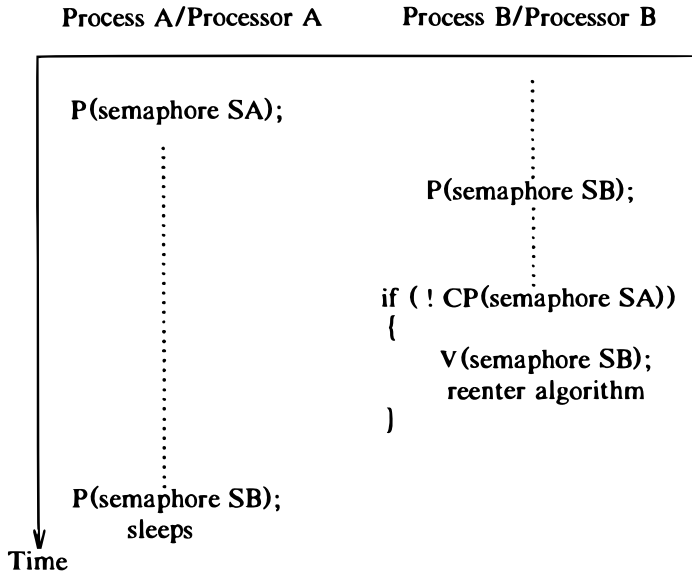 Process A/Processor A
Process B/Processor B
P(semaphore SA);
P(semaphore SB);
if ( ! CP(semaphore SA))
{
V(semaphore SB);
reenter algorithm
}
P(semaphore SB);
sleeps
Time